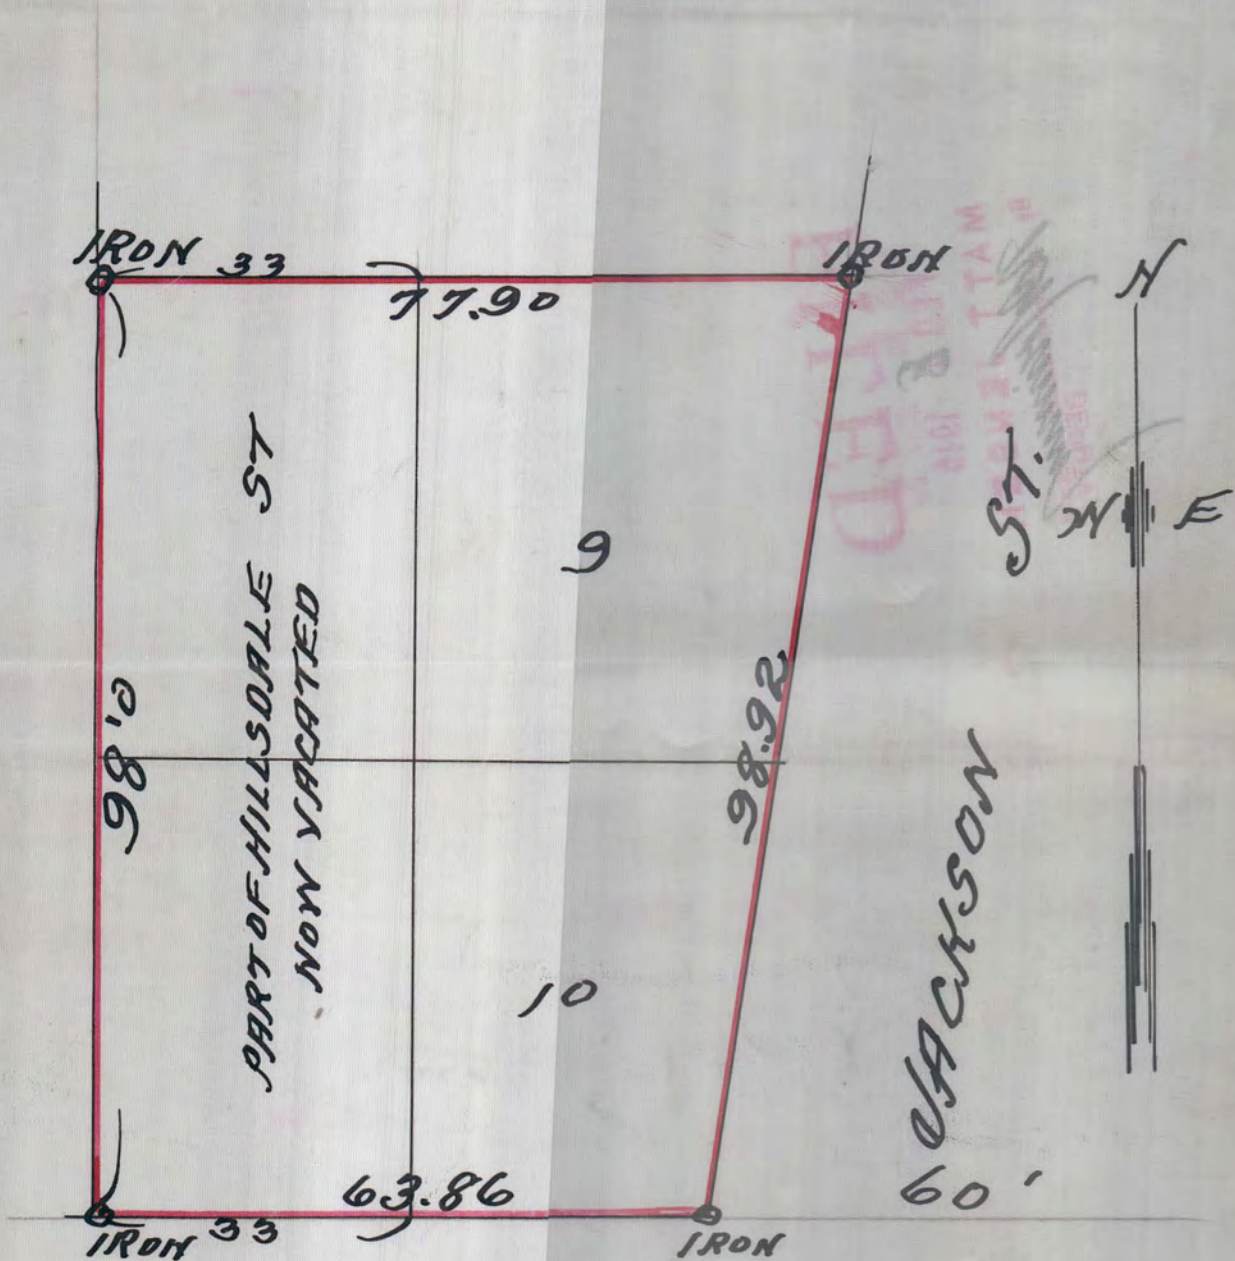 IRON
33
IRON
77.90
N
W
E
9
PART OF HILLSDALE ST
NOW VACATED
98'0
98.92
10
JACKSON ST.
60'
63.86
33
IRON
IRON